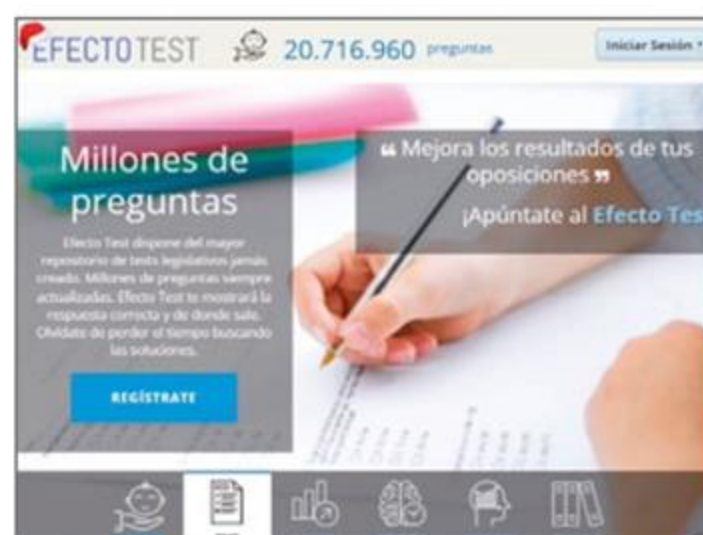 EFECTOTEST
20.716.960 preguntas
Iniciar Sesión
Millones de
preguntas
Efecto Test dispone del mayor
repositorio de tests legislativos jamás
creado. Millones de preguntas siempre
actualizadas. Efecto Test te mostrará la
respuesta correcta y de donde sale.
Olvídate de perder el tiempo buscando
las soluciones.
REGÍSTRATE
“ Mejora los resultados de tus
oposiciones ”
¡Apúntate al Efecto Tes